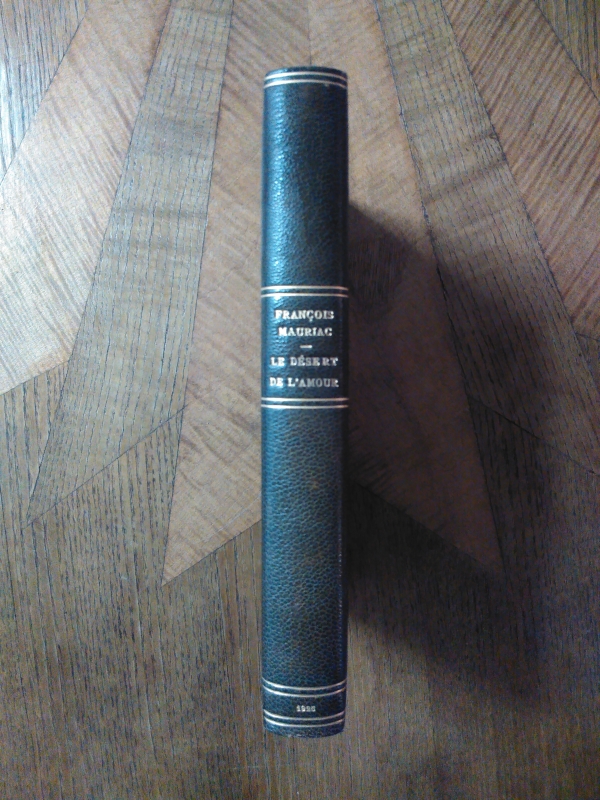 FRANÇOIS
MAURIAC
LE DÉSERT
DE L'AMOUR